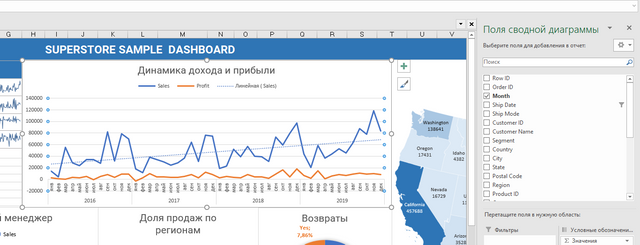 G H I J K L M N O P Q R S T U V
Поля сводной диаграммы
SUPERSTORE SAMPLE DASHBOARD
Выберите поля для добавления в отчет:
Поиск
Динамика дохода и прибыли
Sales Profit Линейная ( Sales)
Row ID
Order ID
Month
Ship Date
Ship Mode
Customer ID
Customer Name
Segment
Country
City
State
Postal Code
Region
Product ID
140000
120000
100000
80000
60000
40000
20000
0
-20000
2016 2017 2018 2019
Washington
138641
Oregon
17431
Idaho
4382
Nevada
16729
California
457688
Arizona
3528
й менеджер
Sales
Доля продаж по
регионам
Возвраты
Yes;
7,86%
Перетащите поля в нужную область:
Фильтры
Условные обозначени...
Значения